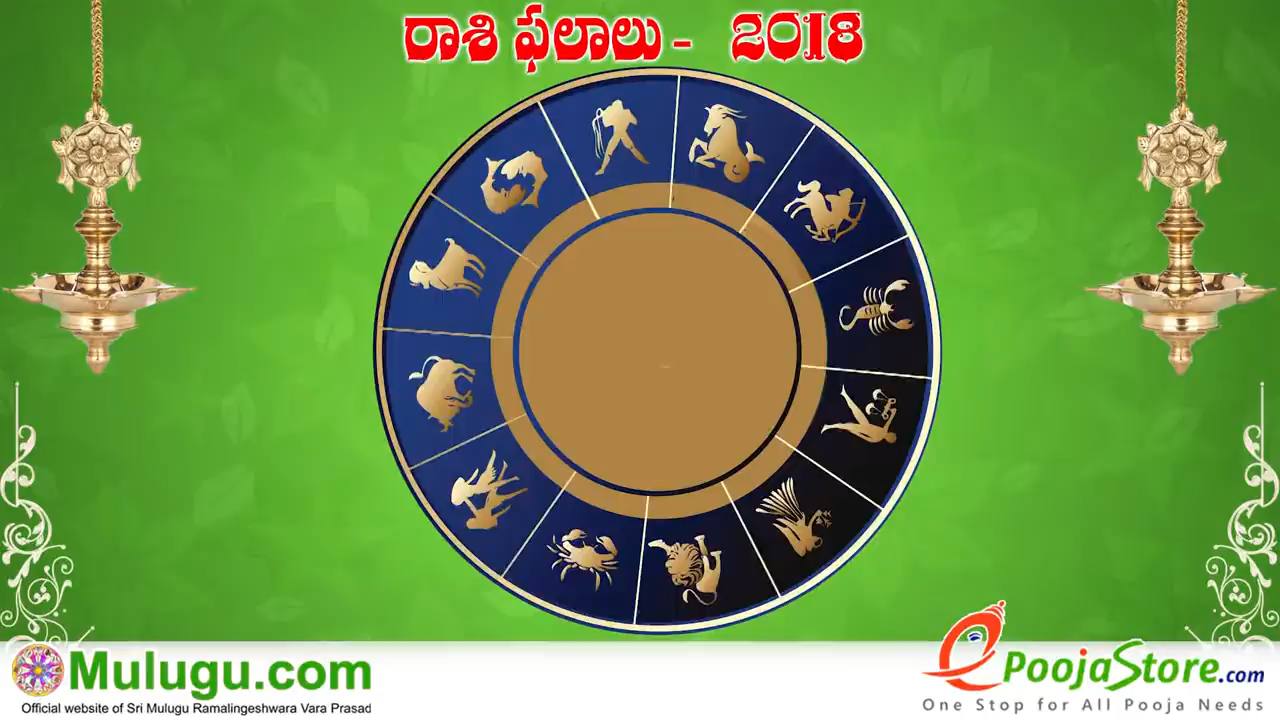 రాశి ఫలాలు - 2018
Mulugu.com
Official website of Sri Mulugu Ramalingeshwara Vara Prasad
ePoojaStore.com
One Stop for All Pooja Needs